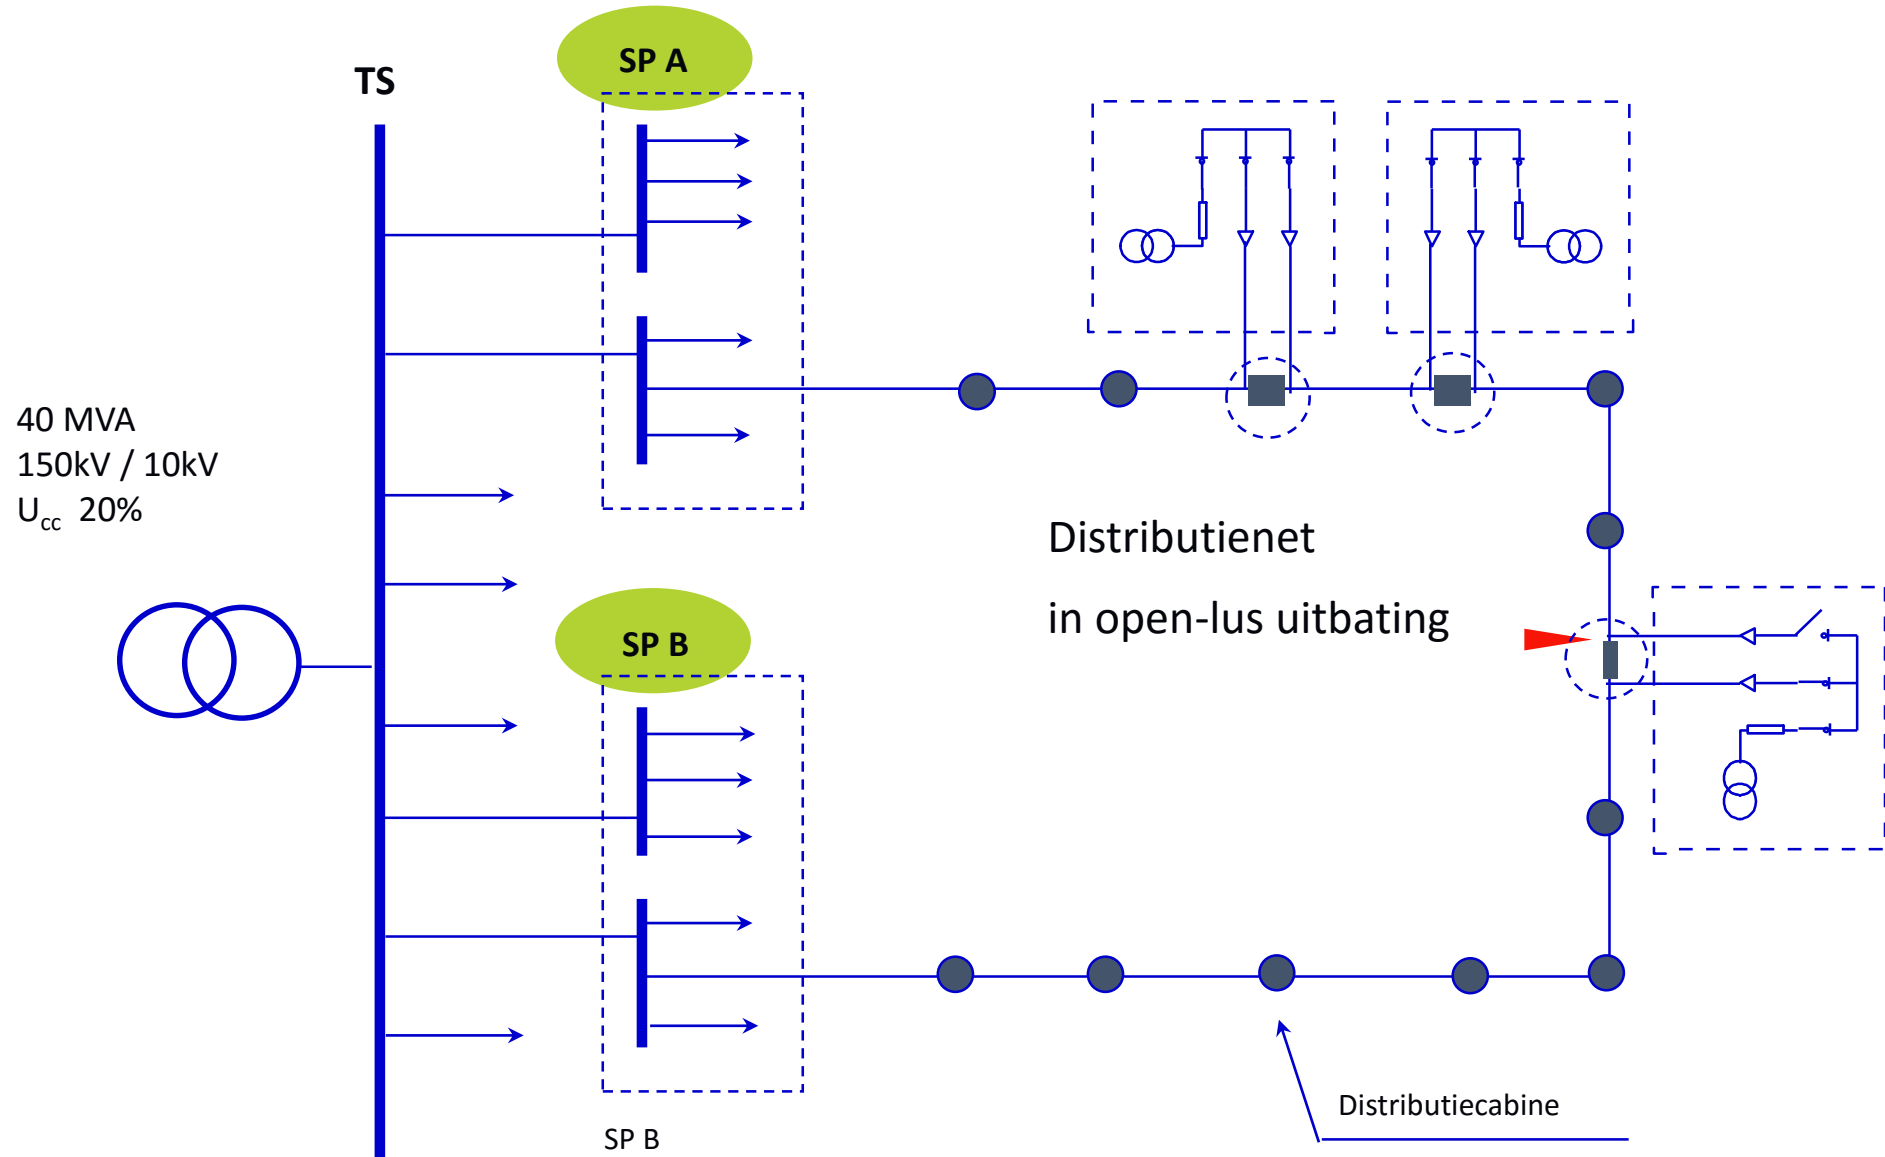 SP A
TS
40 MVA
150kV / 10kV
Ucc 20%
Distributienet
in open-lus uitbating
SP B
Distributiecabine
SP B